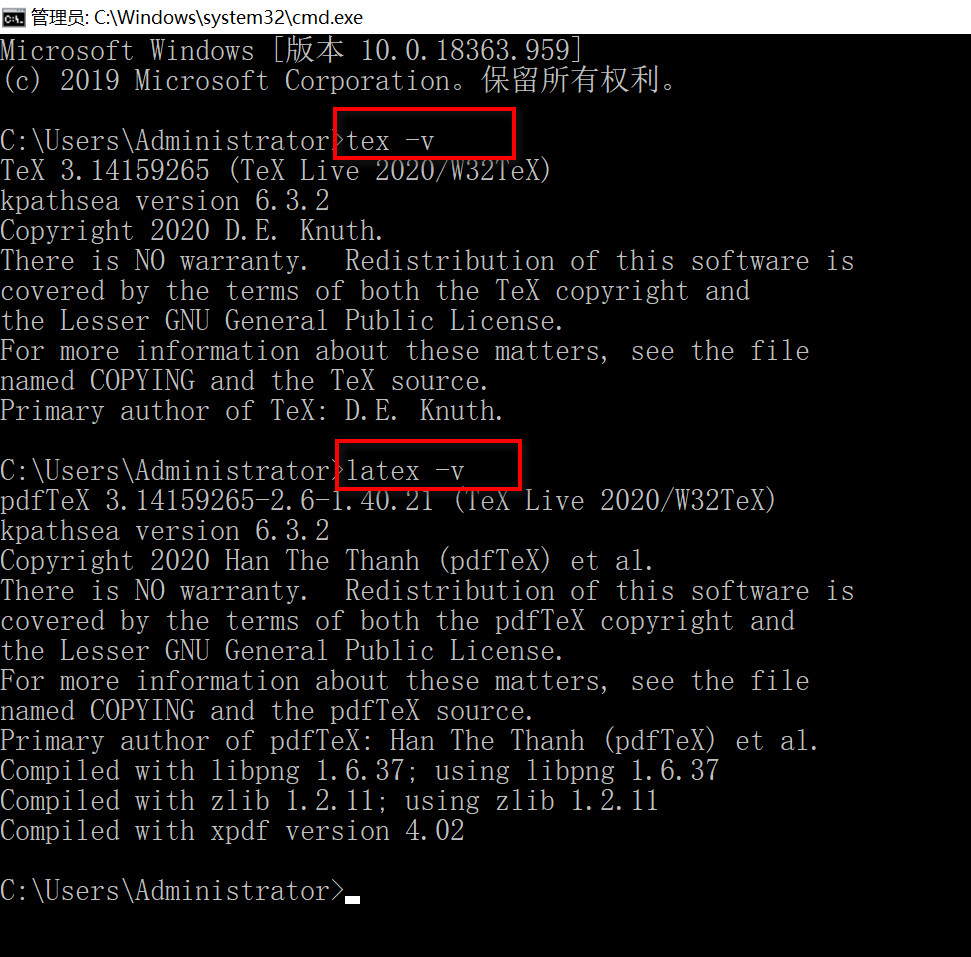 管理员: C:\Windows\system32\cmd.exe
Microsoft Windows [版本 10.0.18363.959]
(c) 2019 Microsoft Corporation。保留所有权利。
C:\Users\Administrator>tex -v
TeX 3.14159265 (TeX Live 2020/W32TeX)
kpathsea version 6.3.2
Copyright 2020 D.E. Knuth.
There is NO warranty.  Redistribution of this software is
covered by the terms of both the TeX copyright and
the Lesser GNU General Public License.
For more information about these matters, see the file
named COPYING and the TeX source.
Primary author of TeX: D.E. Knuth.
C:\Users\Administrator>latex -v
pdfTeX 3.14159265-2.6-1.40.21 (TeX Live 2020/W32TeX)
kpathsea version 6.3.2
Copyright 2020 Han The Thanh (pdfTeX) et al.
There is NO warranty.  Redistribution of this software is
covered by the terms of both the pdfTeX copyright and
the Lesser GNU General Public License.
For more information about these matters, see the file
named COPYING and the pdfTeX source.
Primary author of pdfTeX: Han The Thanh (pdfTeX) et al.
Compiled with libpng 1.6.37; using libpng 1.6.37
Compiled with zlib 1.2.11; using zlib 1.2.11
Compiled with xpdf version 4.02
C:\Users\Administrator>